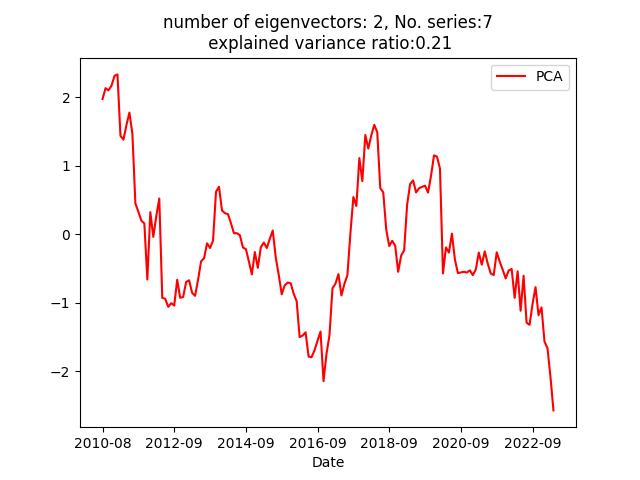 number of eigenvectors: 2, No. series:7
explained variance ratio:0.21
PCA
2
1
0
−1
−2
2010-08 2012-09 2014-09 2016-09 2018-09 2020-09 2022-09
Date